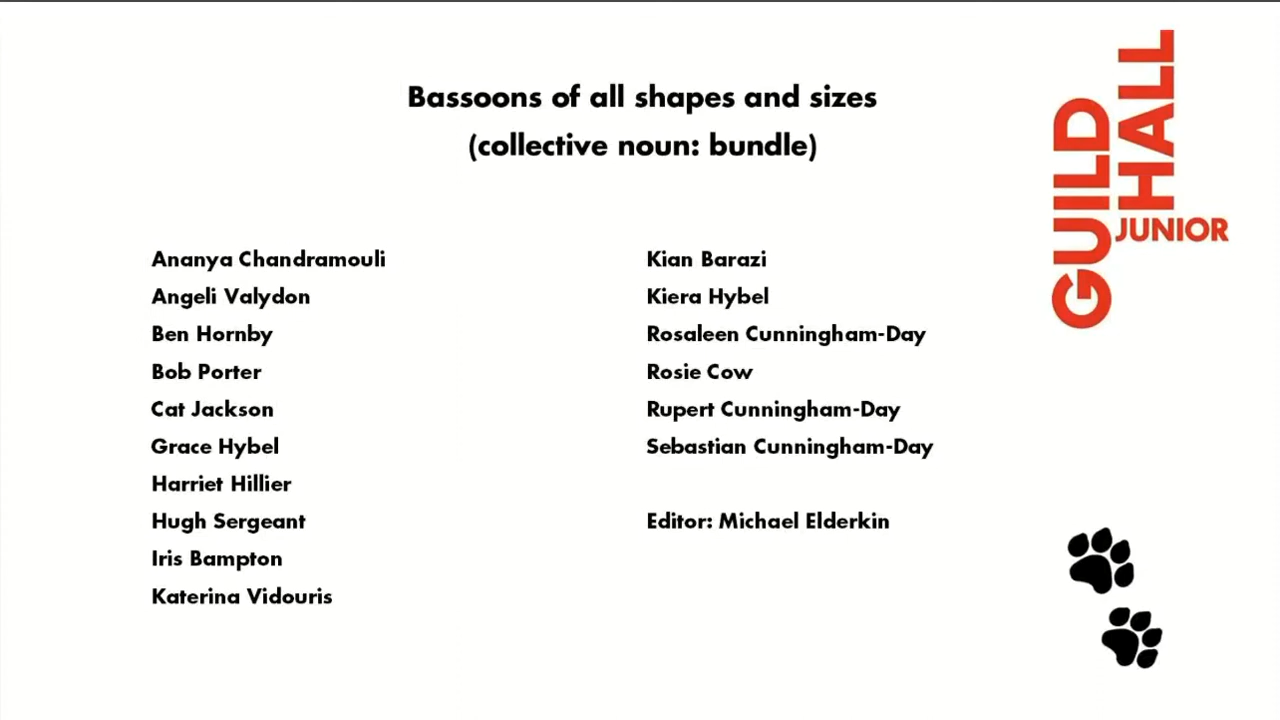 Bassoons of all shapes and sizes
(collective noun: bundle)
Ananya Chandramouli
Angeli Valydon
Ben Hornby
Bob Porter
Cat Jackson
Grace Hybel
Harriet Hillier
Hugh Sergeant
Iris Bampton
Katerina Vidouris
Kian Barazi
Kiera Hybel
Rosaleen Cunningham-Day
Rosie Cow
Rupert Cunningham-Day
Sebastian Cunningham-Day
Editor: Michael Elderkin
GUILD
HALL
JUNIOR